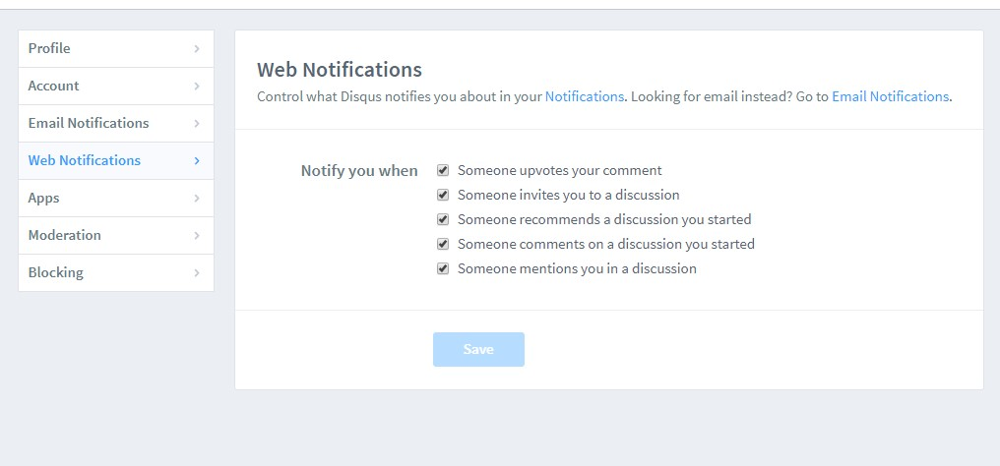 Profile
Account
Email Notifications
Web Notifications
Apps
Moderation
Blocking
Web Notifications
Control what Disqus notifies you about in your Notifications. Looking for email instead? Go to Email Notifications.
Notify you when
Someone upvotes your comment
Someone invites you to a discussion
Someone recommends a discussion you started
Someone comments on a discussion you started
Someone mentions you in a discussion
Save